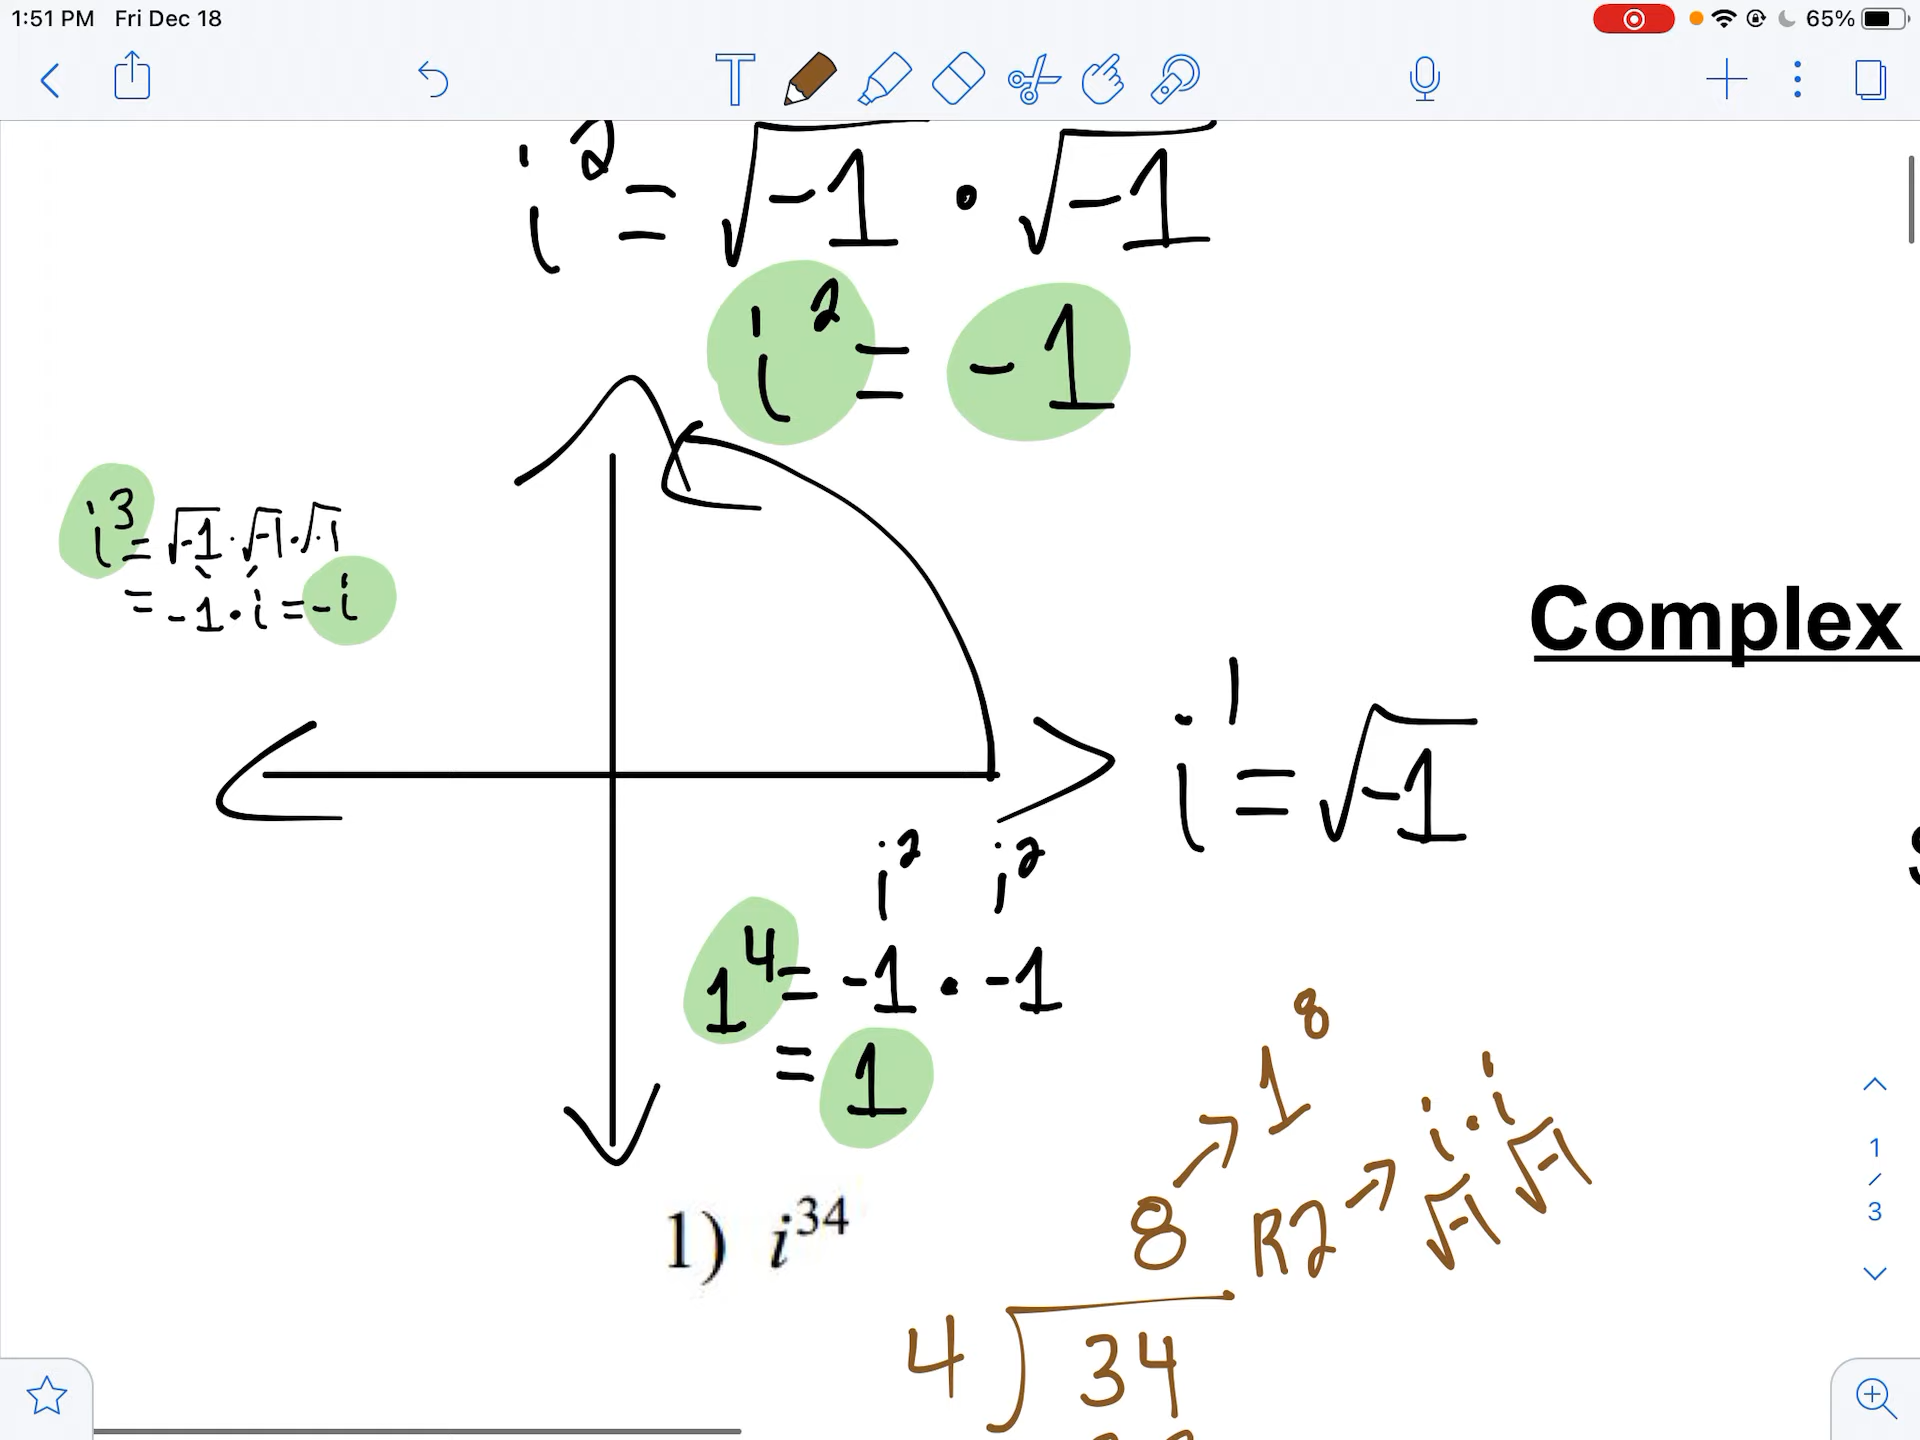 1:51 PM Fri Dec 18 65%
T
i² = √-1 · √-1
i² = -1
i³ = √-1 · √-1 · √-1
= -1 · i = -i
Complex
i¹ = √-1
i² i²
1⁴ = -1 · -1
= 1
1⁸
i · i
√-1 √-1
8 R2
1) i³⁴
4 34
1
/
3